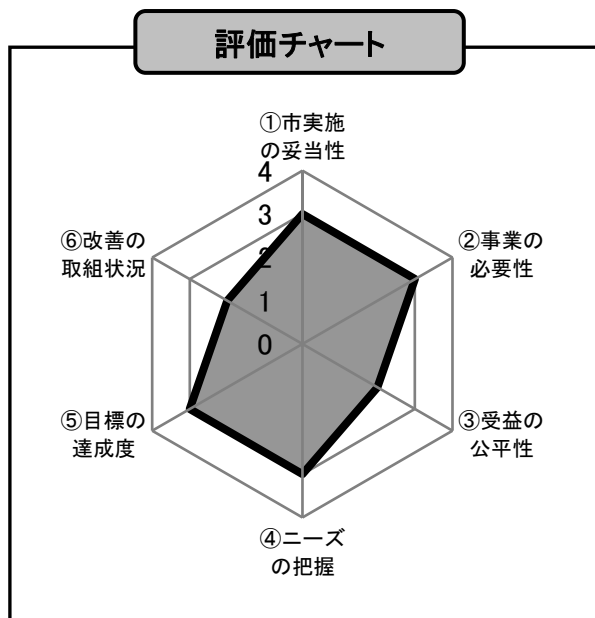 評価チャート
①市実施
の妥当性
4
3
2
1
0
②事業の
必要性
③受益の
公平性
④ニーズ
の把握
⑤目標の
達成度
⑥改善の
取組状況